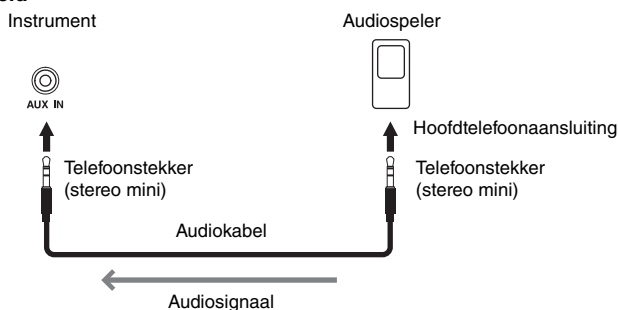 Instrument
Audiospeler
AUX IN
Hoofdtelefoonaansluiting
Telefoonstekker
(stereo mini)
Telefoonstekker
(stereo mini)
Audiokabel
Audiosignaal